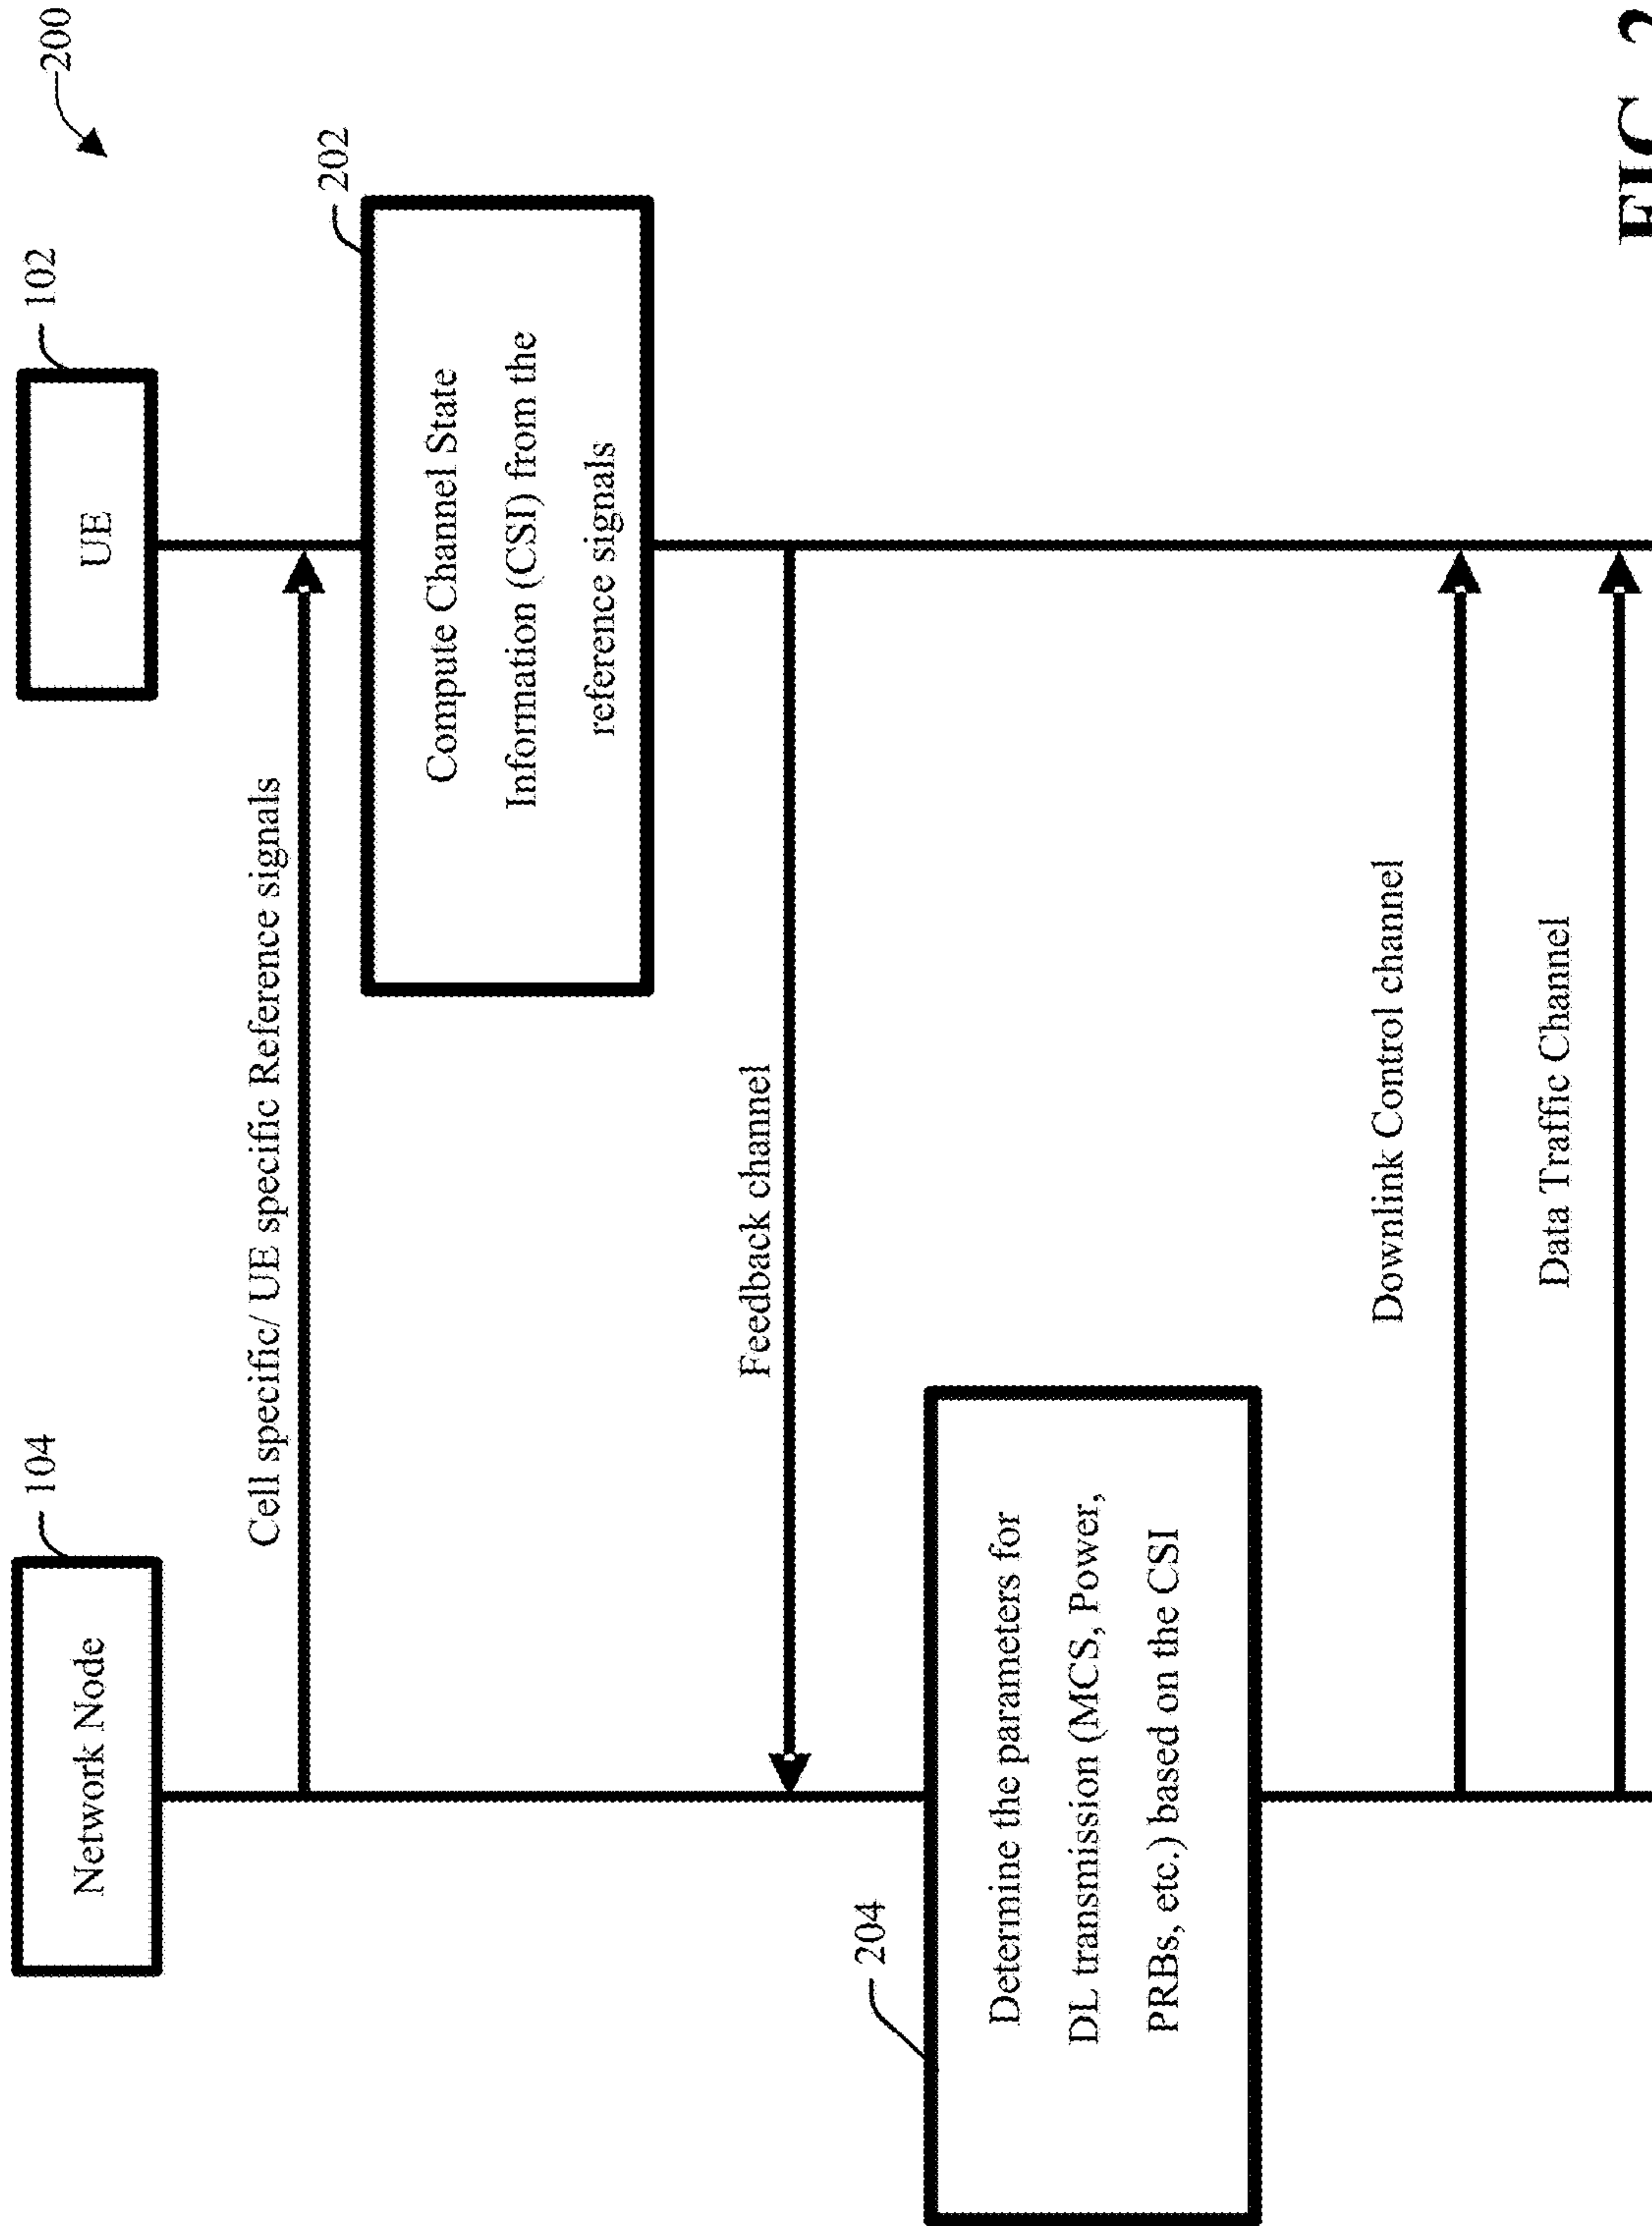 200
104
Network Node
102
UE
Cell specific/ UE specific Reference signals
202
Compute Channel State
Information (CSI) from the
reference signals
Feedback channel
204
Determine the parameters for
DL transmission (MCS, Power,
PRBs, etc.) based on the CSI
Downlink Control channel
Data Traffic Channel
FIG. 2